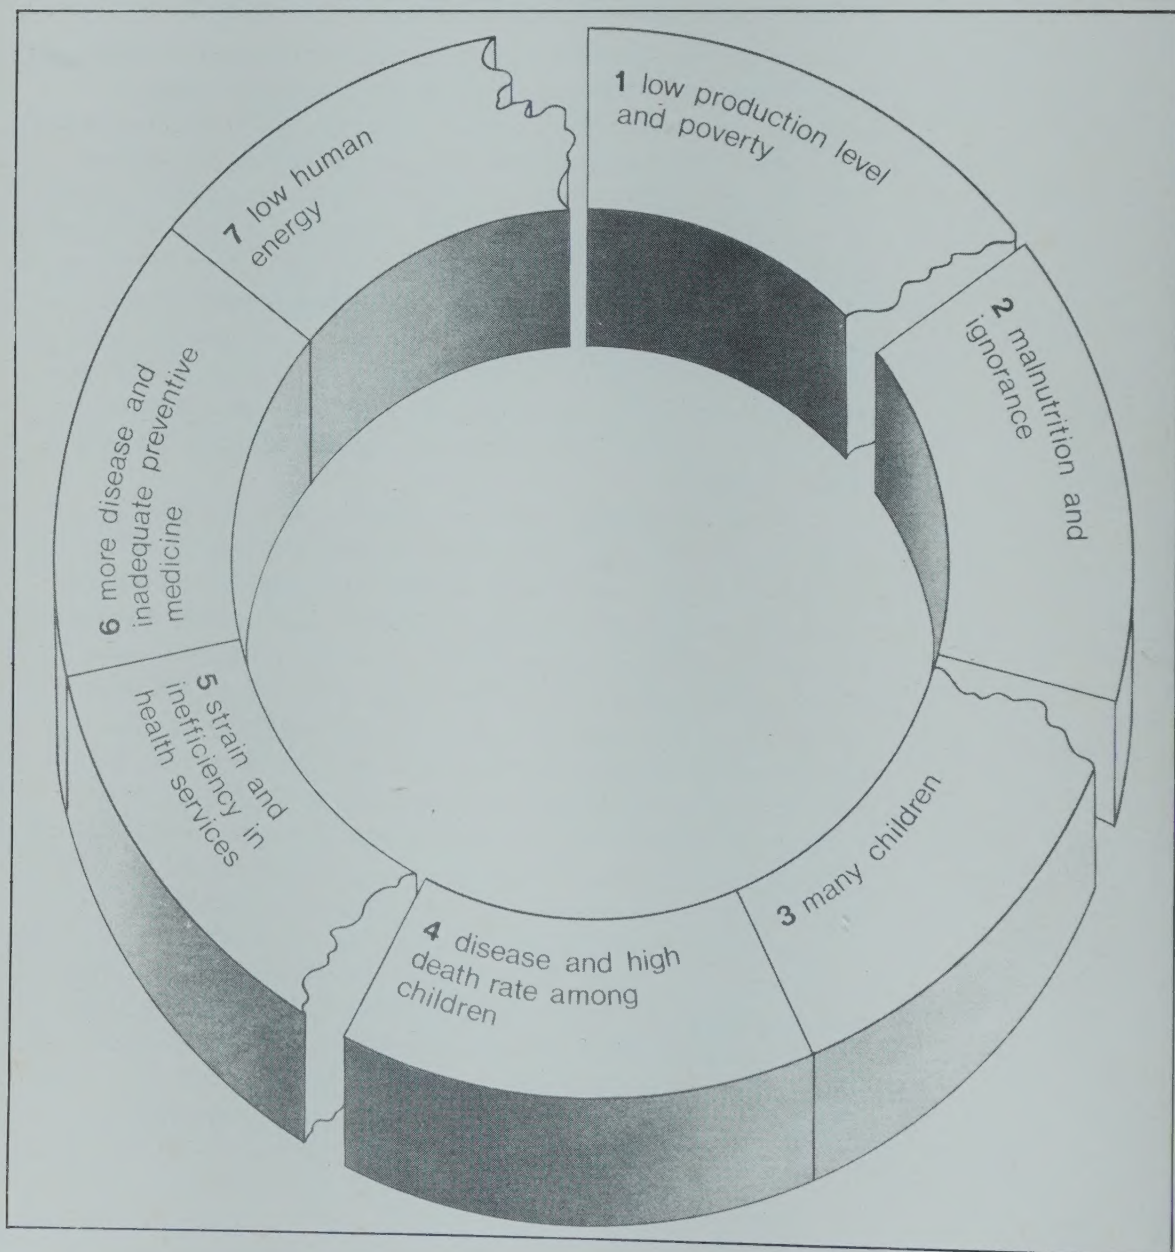 1 low production level
and poverty
2 malnutrition and
ignorance
3 many children
4 disease and high
death rate among
children
5 strain and
inefficiency in
health services
6 more disease and
inadequate preventive
medicine
7 low human
energy